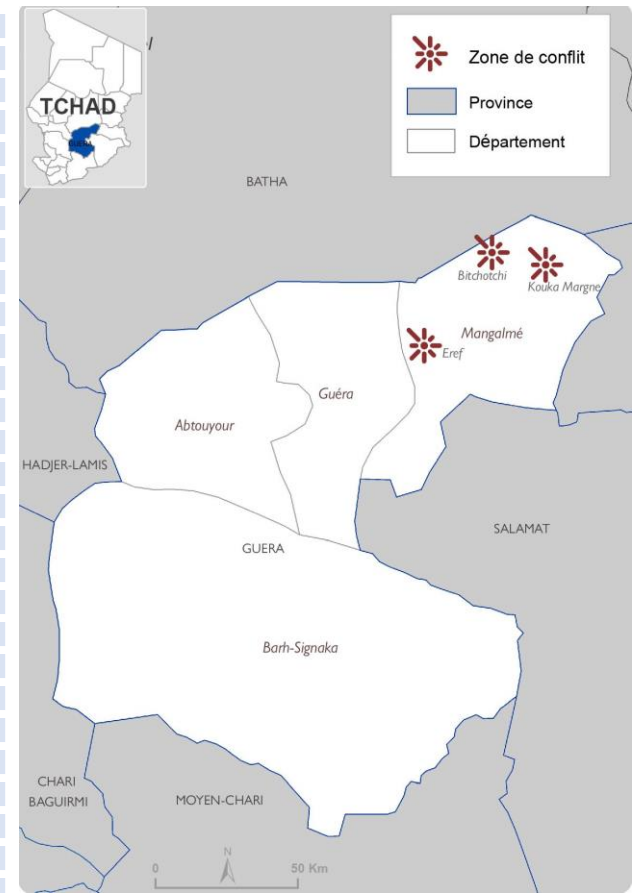 TCHAD
GUERA
Zone de conflit
Province
Département
BATHA
Bitchotchi
Kouka Margne
Mangalmé
Eref
Guéra
Abtouyour
HADJER-LAMIS
SALAMAT
GUERA
Barh-Signaka
CHARI
BAGUIRMI
MOYEN-CHARI
N
0 50 Km